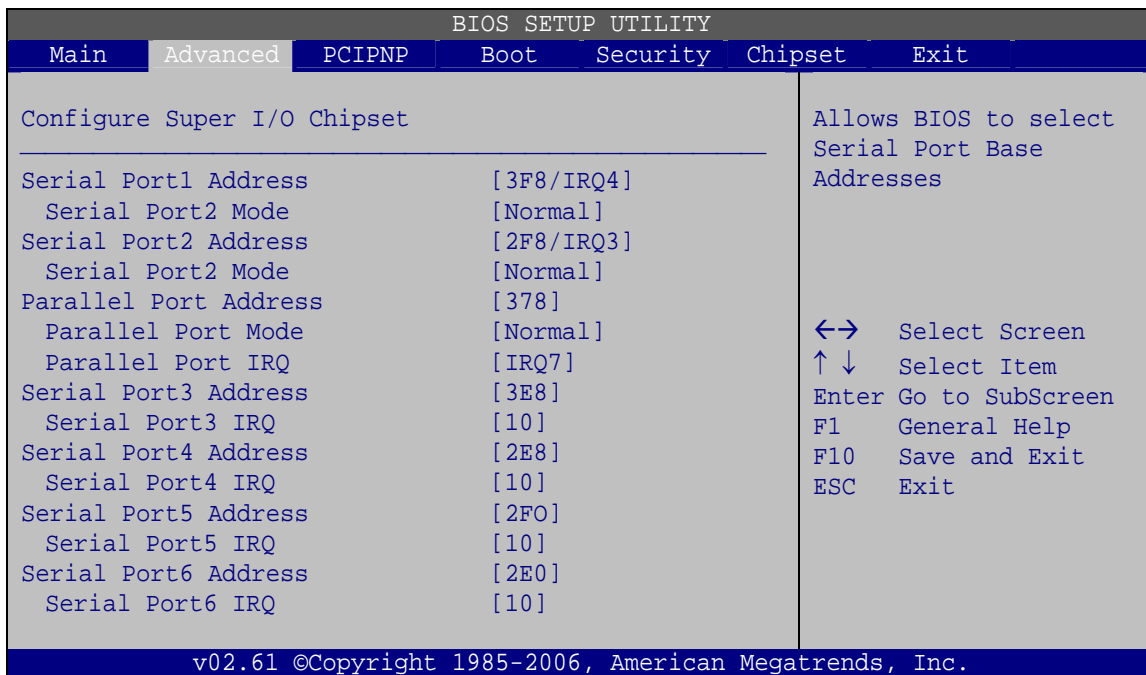 BIOS SETUP UTILITY
Main Advanced PCIPNP Boot Security Chipset Exit
Configure Super I/O Chipset
Serial Port1 Address [3F8/IRQ4]
Serial Port2 Mode [Normal]
Serial Port2 Address [2F8/IRQ3]
Serial Port2 Mode [Normal]
Parallel Port Address [378]
Parallel Port Mode [Normal]
Parallel Port IRQ [IRQ7]
Serial Port3 Address [3E8]
Serial Port3 IRQ [10]
Serial Port4 Address [2E8]
Serial Port4 IRQ [10]
Serial Port5 Address [2FO]
Serial Port5 IRQ [10]
Serial Port6 Address [2E0]
Serial Port6 IRQ [10]
Allows BIOS to select
Serial Port Base
Addresses
←→ Select Screen
↑ ↓ Select Item
Enter Go to SubScreen
F1 General Help
F10 Save and Exit
ESC Exit
v02.61 ©Copyright 1985-2006, American Megatrends, Inc.